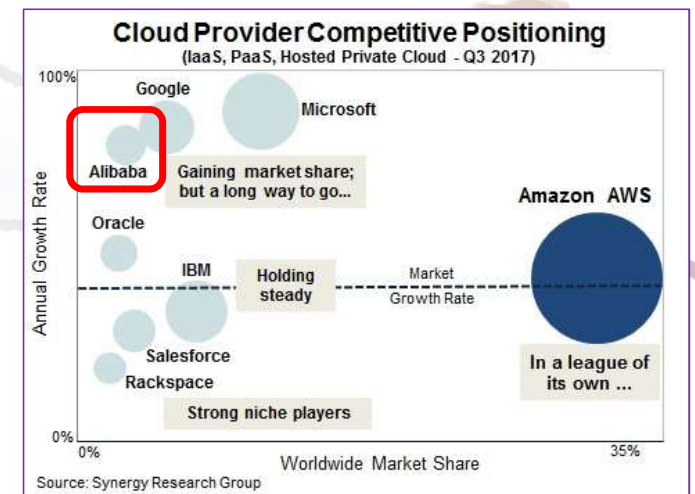 Cloud Provider Competitive Positioning
(IaaS, PaaS, Hosted Private Cloud - Q3 2017)
100%
Google
Microsoft
Alibaba
Gaining market share;
but a long way to go...
Amazon AWS
Oracle
Annual Growth Rate
IBM
Holding
steady
Market
Growth Rate
Salesforce
Rackspace
In a league of
its own ...
Strong niche players
0%
0%
Worldwide Market Share
35%
Source: Synergy Research Group